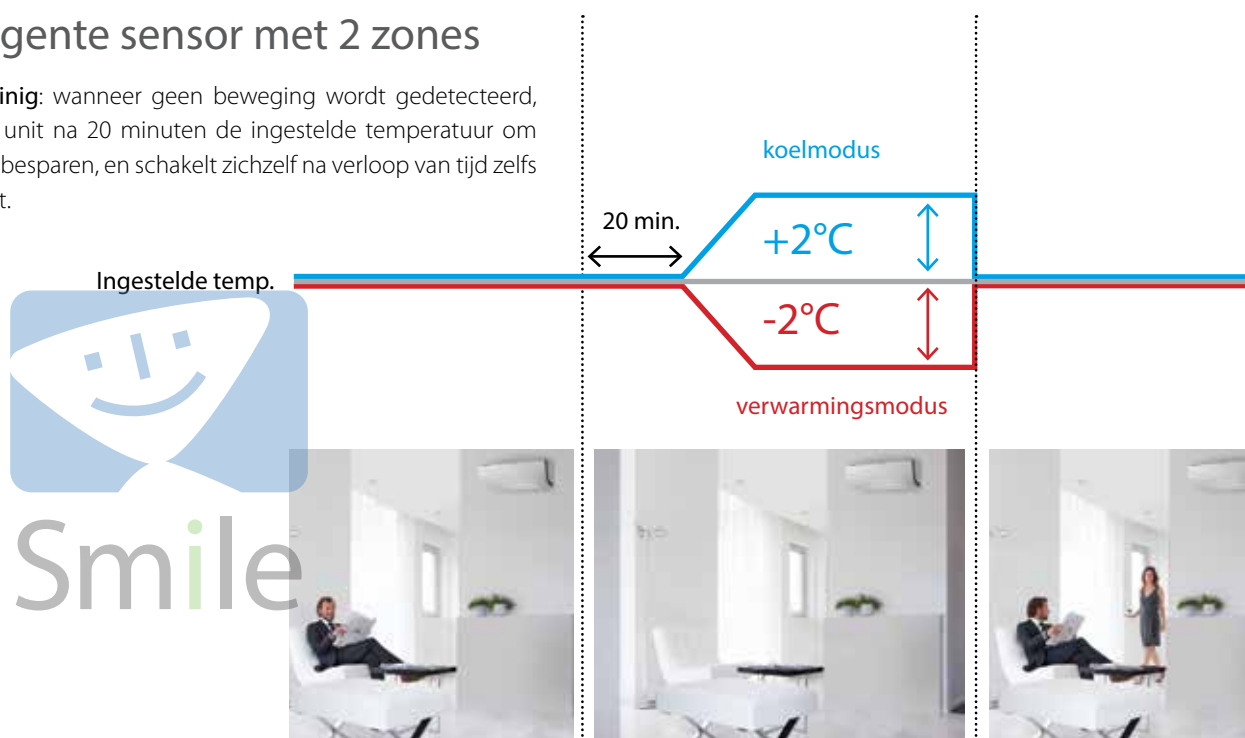 gente sensor met 2 zones
inig: wanneer geen beweging wordt gedetecteerd,
unit na 20 minuten de ingestelde temperatuur om
besparen, en schakelt zichzelf na verloop van tijd zelfs
t.
koelmodus
20 min.
+2°C
Ingestelde temp.
-2°C
verwarmingsmodus
Smile